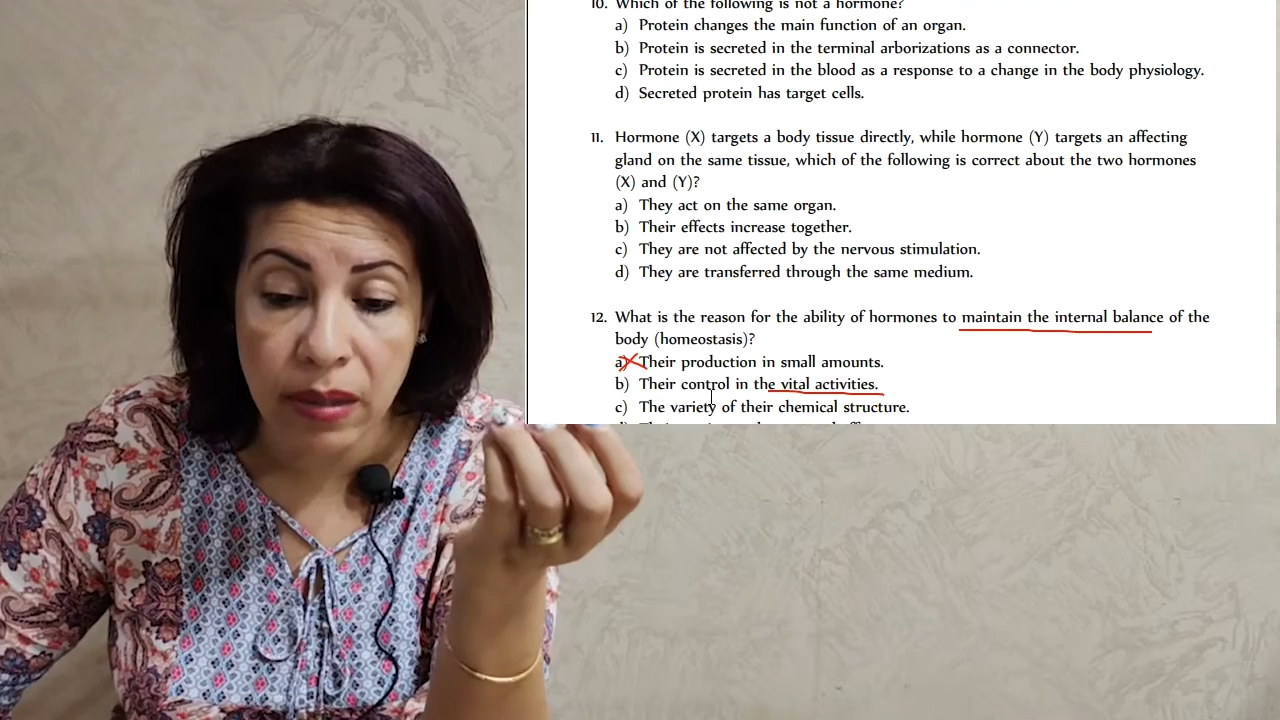 10. Which of the following is not a hormone?
a) Protein changes the main function of an organ.
b) Protein is secreted in the terminal arborizations as a connector.
c) Protein is secreted in the blood as a response to a change in the body physiology.
d) Secreted protein has target cells.
11. Hormone (X) targets a body tissue directly, while hormone (Y) targets an affecting
gland on the same tissue, which of the following is correct about the two hormones
(X) and (Y)?
a) They act on the same organ.
b) Their effects increase together.
c) They are not affected by the nervous stimulation.
d) They are transferred through the same medium.
12. What is the reason for the ability of hormones to maintain the internal balance of the
body (homeostasis)?
a) Their production in small amounts.
b) Their control in the vital activities.
c) The variety of their chemical structure.